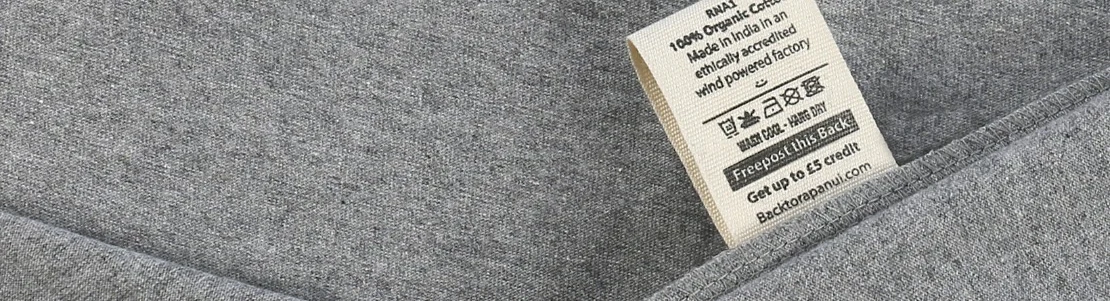 RNA1
100% Organic Cotton
Made in India in an
ethically accredited
wind powered factory
WASH COOL - HANG DRY
Freepost this Back.
Get up to £5 credit
Backtorapanui.com